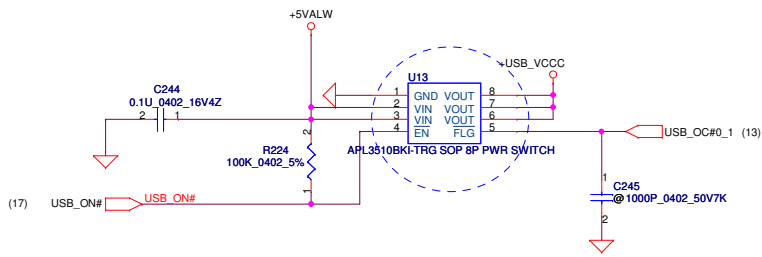 +5VALW
C244
0.1U_0402_16V4Z
2 1
U13
+USB_VCCC
1 GND VOUT 8
2 VIN VOUT 7
3 VIN VOUT 6
4 EN FLG 5
APL3510BKI-TRG SOP 8P PWR SWITCH
USB_OC#0_1 (13)
2
R224
100K_0402_5%
1
(17) USB_ON# USB_ON#
1
C245
@1000P_0402_50V7K
2